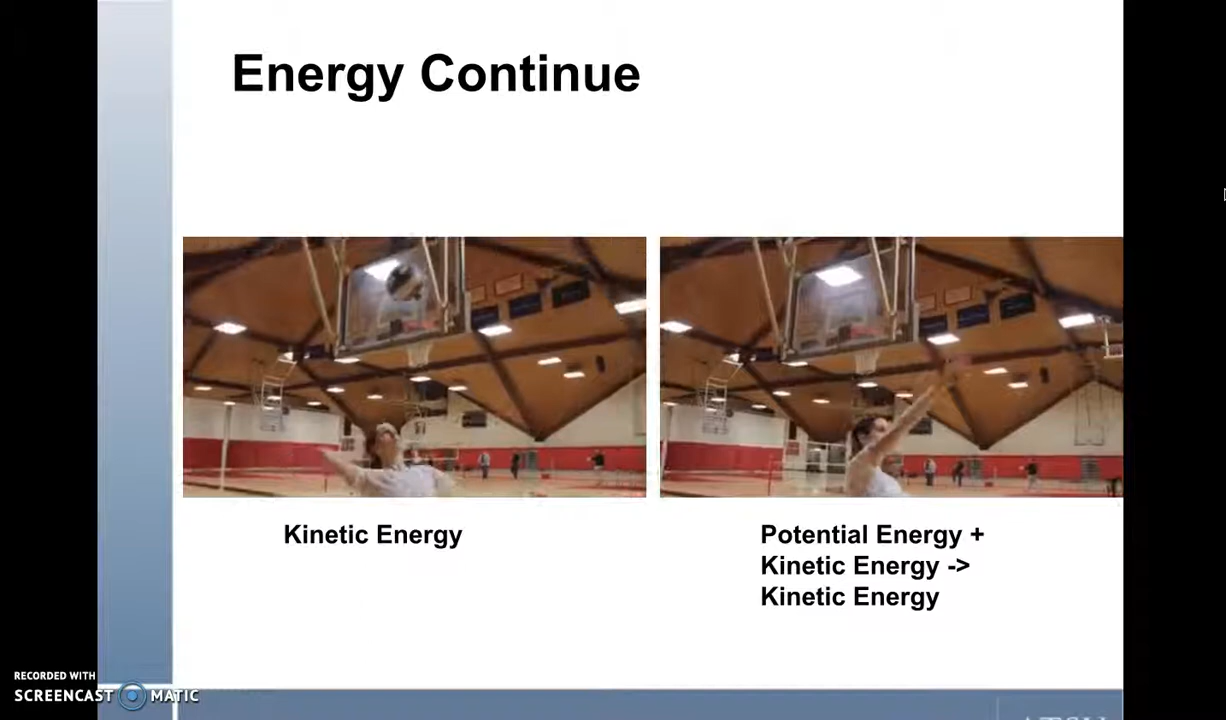 Energy Continue
Kinetic Energy
Potential Energy +
Kinetic Energy ->
Kinetic Energy
RECORDED WITH
SCREENCAST MATIC